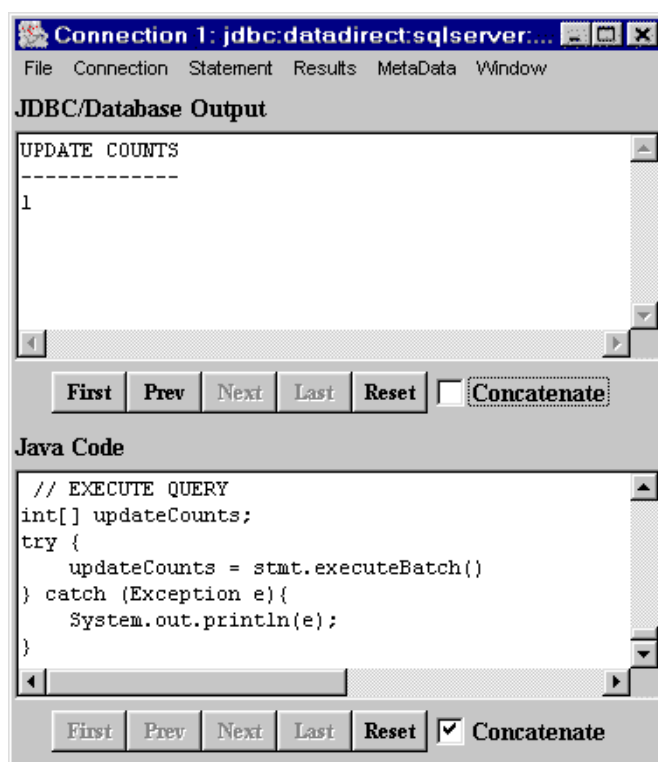 Connection 1: jdbc:datadirect:sqlserver:...
File Connection Statement Results MetaData Window
JDBC/Database Output
UPDATE COUNTS
-------------
1
First Prev Next Last Reset Concatenate
Java Code
// EXECUTE QUERY
int[] updateCounts;
try {
    updateCounts = stmt.executeBatch()
} catch (Exception e){
    System.out.println(e);
}
First Prev Next Last Reset Concatenate